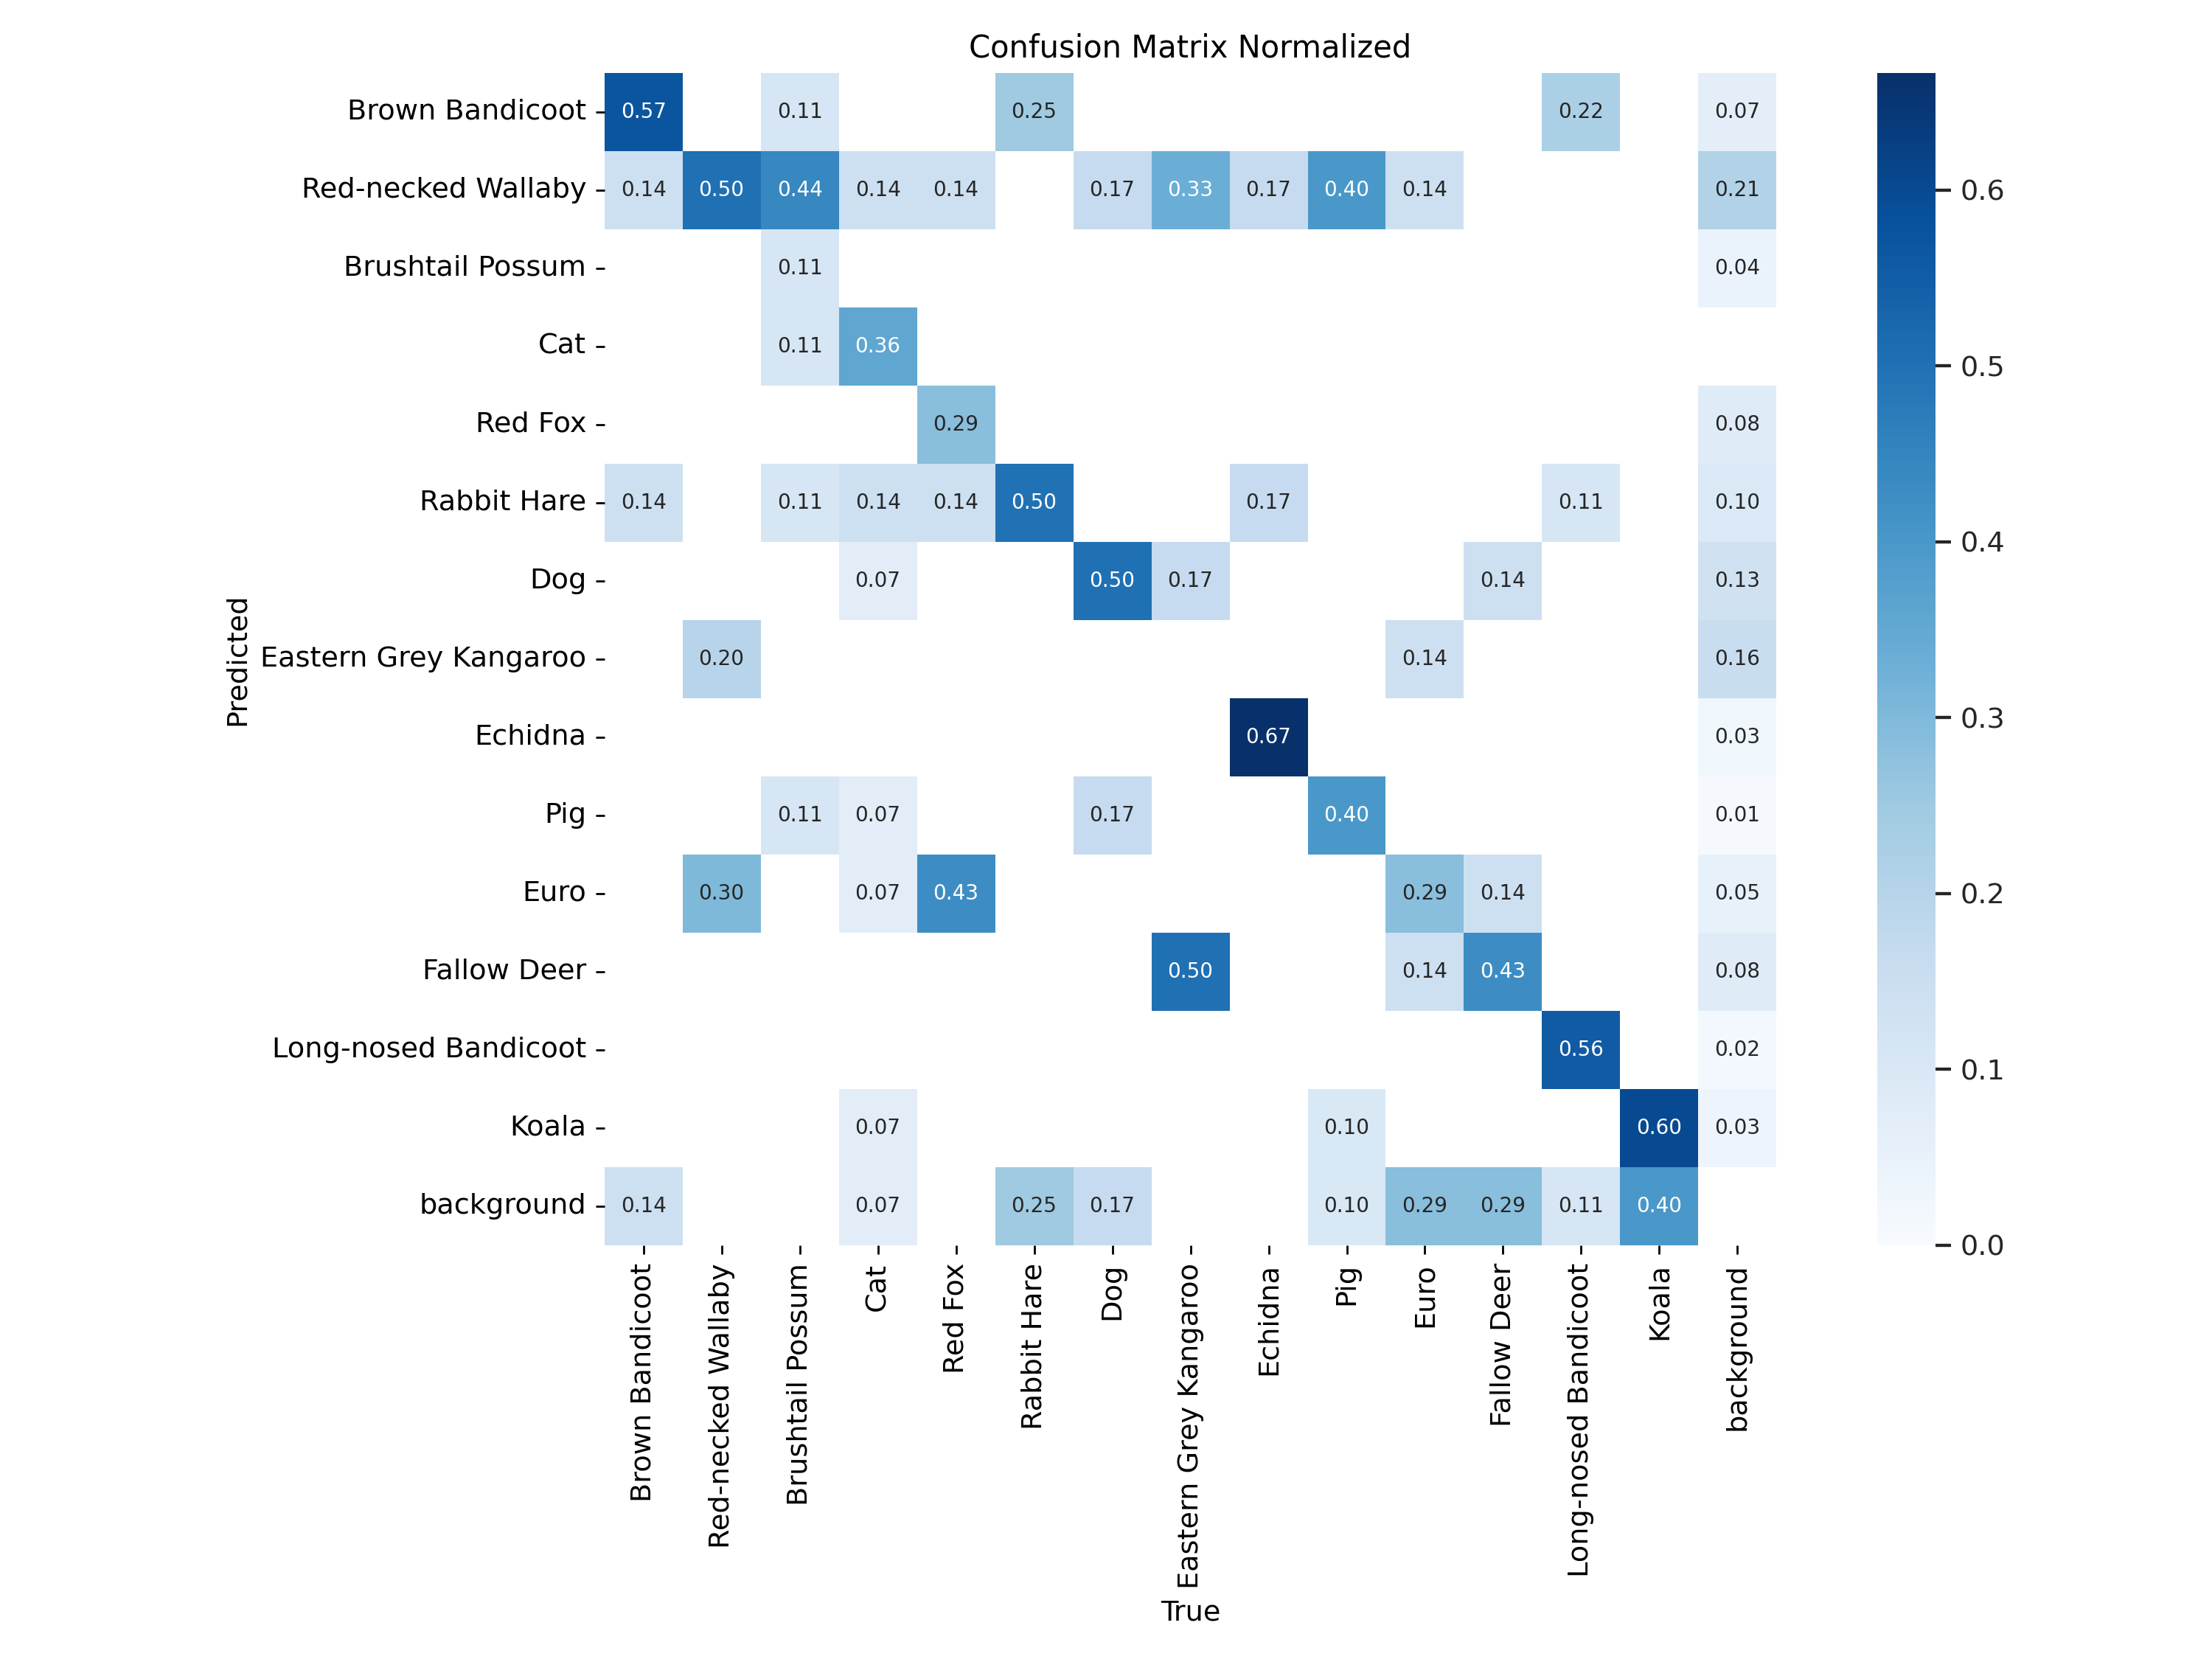 Confusion Matrix Normalized
Brown Bandicoot 0.57 0.11 0.25 0.22 0.07
Red-necked Wallaby 0.14 0.50 0.44 0.14 0.14 0.17 0.33 0.17 0.40 0.14 0.21
Brushtail Possum 0.11 0.04
Cat 0.11 0.36
Red Fox 0.29 0.08
Rabbit Hare 0.14 0.11 0.14 0.14 0.50 0.17 0.11 0.10
Dog 0.07 0.50 0.17 0.14 0.13
Eastern Grey Kangaroo 0.20 0.14 0.16
Echidna 0.67 0.03
Pig 0.11 0.07 0.17 0.40 0.01
Euro 0.30 0.07 0.43 0.29 0.14 0.05
Fallow Deer 0.50 0.14 0.43 0.08
Long-nosed Bandicoot 0.56 0.02
Koala 0.07 0.10 0.60 0.03
background 0.14 0.07 0.25 0.17 0.10 0.29 0.29 0.11 0.40
Predicted
Brown Bandicoot
Red-necked Wallaby
Brushtail Possum
Cat
Red Fox
Rabbit Hare
Dog
Eastern Grey Kangaroo
Echidna
Pig
Euro
Fallow Deer
Long-nosed Bandicoot
Koala
background
True
0.6
0.5
0.4
0.3
0.2
0.1
0.0